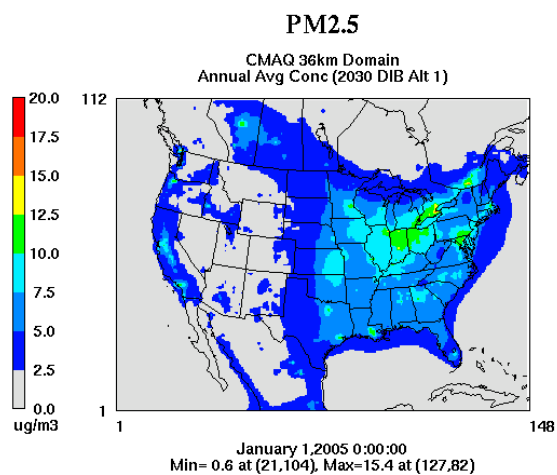 PM2.5
CMAQ 36km Domain
Annual Avg Conc (2030 DIB Alt 1)
20.0
17.5
15.0
12.5
10.0
7.5
5.0
2.5
0.0
ug/m3
112
1
1
148
January 1,2005 0:00:00
Min= 0.6 at (21,104), Max=15.4 at (127,82)